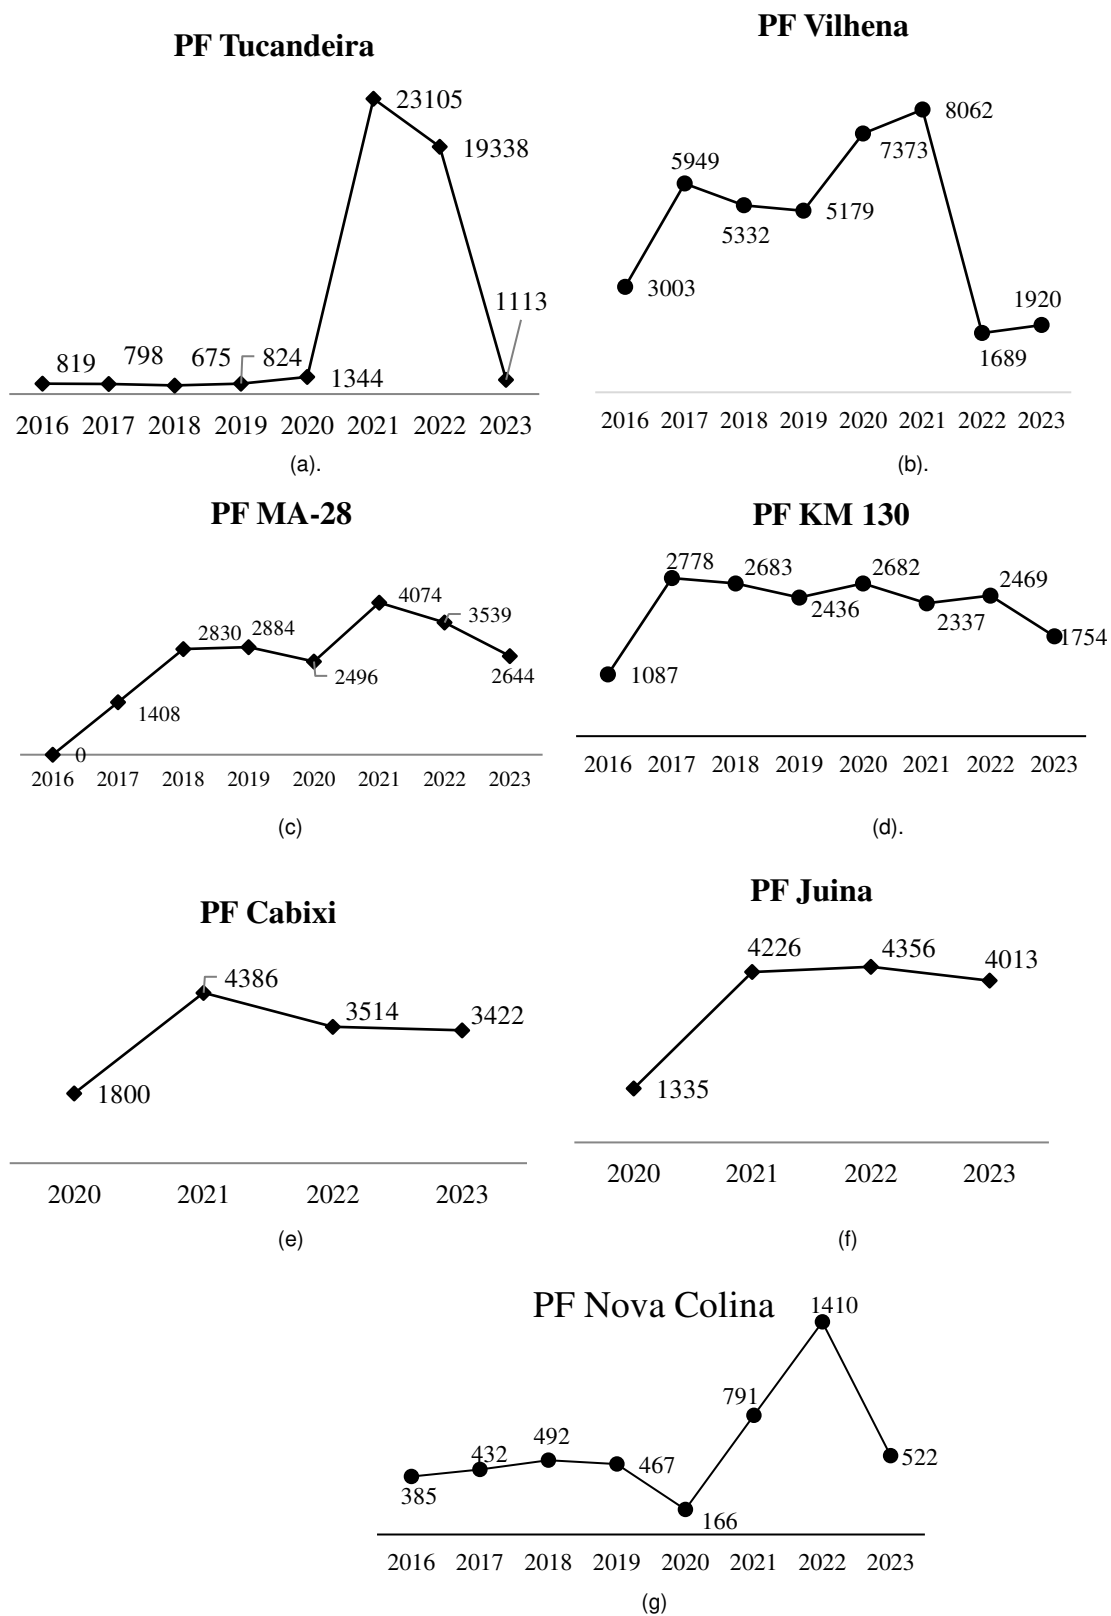 PF Tucandeira
23105
19338
1113
819 798 675 824 1344
2016 2017 2018 2019 2020 2021 2022 2023
(a).
PF Vilhena
8062
7373
5949
5332
5179
3003
1920
1689
2016 2017 2018 2019 2020 2021 2022 2023
(b).
PF MA-28
4074
3539
2830 2884
2496
2644
1408
0
2016 2017 2018 2019 2020 2021 2022 2023
(c)
PF KM 130
2778 2683 2682 2469
2436 2337
1754
1087
2016 2017 2018 2019 2020 2021 2022 2023
(d).
PF Cabixi
4386
3514 3422
1800
2020 2021 2022 2023
(e)
PF Juina
4226 4356 4013
1335
2020 2021 2022 2023
(f)
PF Nova Colina
1410
791
432 492
467
522
385
166
2016 2017 2018 2019 2020 2021 2022 2023
(g)